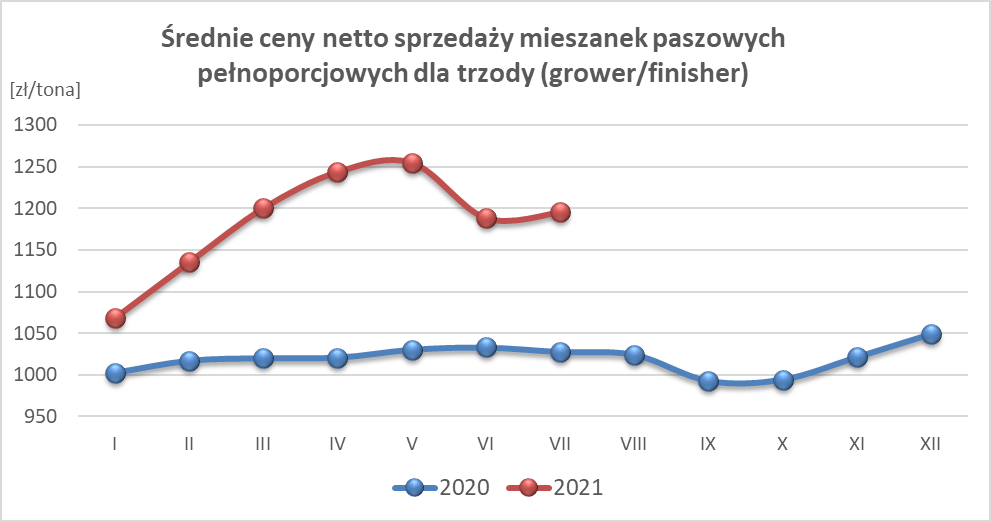 Średnie ceny netto sprzedaży mieszanek paszowych
pełnoporcjowych dla trzody (grower/finisher)
[zł/tona]
1300
1250
1200
1150
1100
1050
1000
950
I II III IV V VI VII VIII IX X XI XII
2020 2021